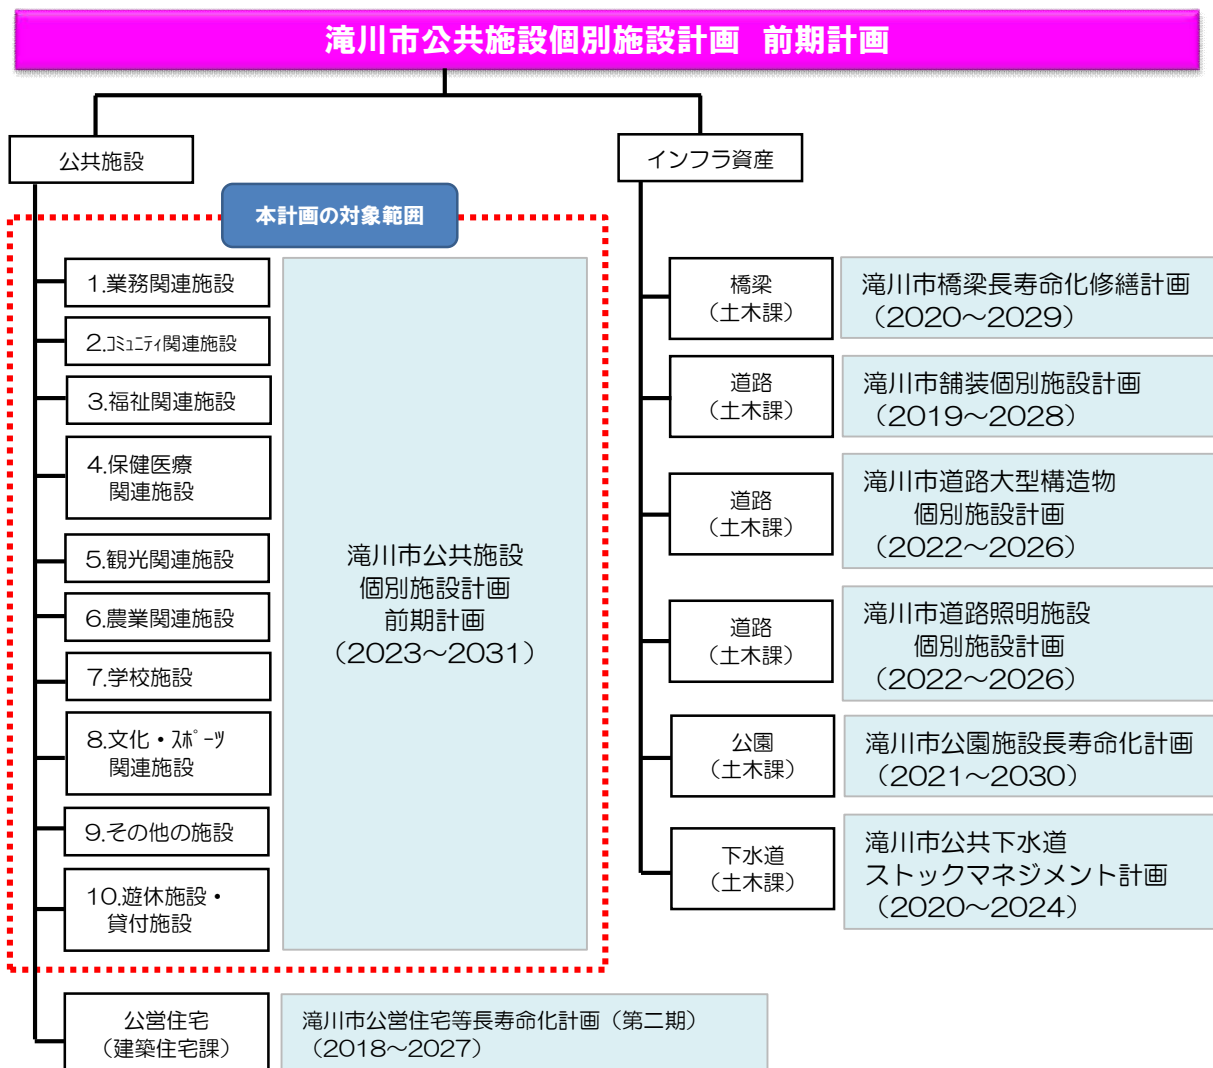 滝川市公共施設個別施設計画 前期計画
公共施設
インフラ資産
本計画の対象範囲
1.業務関連施設
2.ｺﾐｭﾆﾃｨ関連施設
3.福祉関連施設
4.保健医療
関連施設
5.観光関連施設
6.農業関連施設
7.学校施設
8.文化・ｽﾎﾟｰﾂ
関連施設
9.その他の施設
10.遊休施設・
貸付施設
滝川市公共施設
個別施設計画
前期計画
（2023～2031）
公営住宅
（建築住宅課）
滝川市公営住宅等長寿命化計画（第二期）
（2018～2027）
橋梁
（土木課）
滝川市橋梁長寿命化修繕計画
（2020～2029）
道路
（土木課）
滝川市舗装個別施設計画
（2019～2028）
道路
（土木課）
滝川市道路大型構造物
個別施設計画
（2022～2026）
道路
（土木課）
滝川市道路照明施設
個別施設計画
（2022～2026）
公園
（土木課）
滝川市公園施設長寿命化計画
（2021～2030）
下水道
（土木課）
滝川市公共下水道
ストックマネジメント計画
（2020～2024）